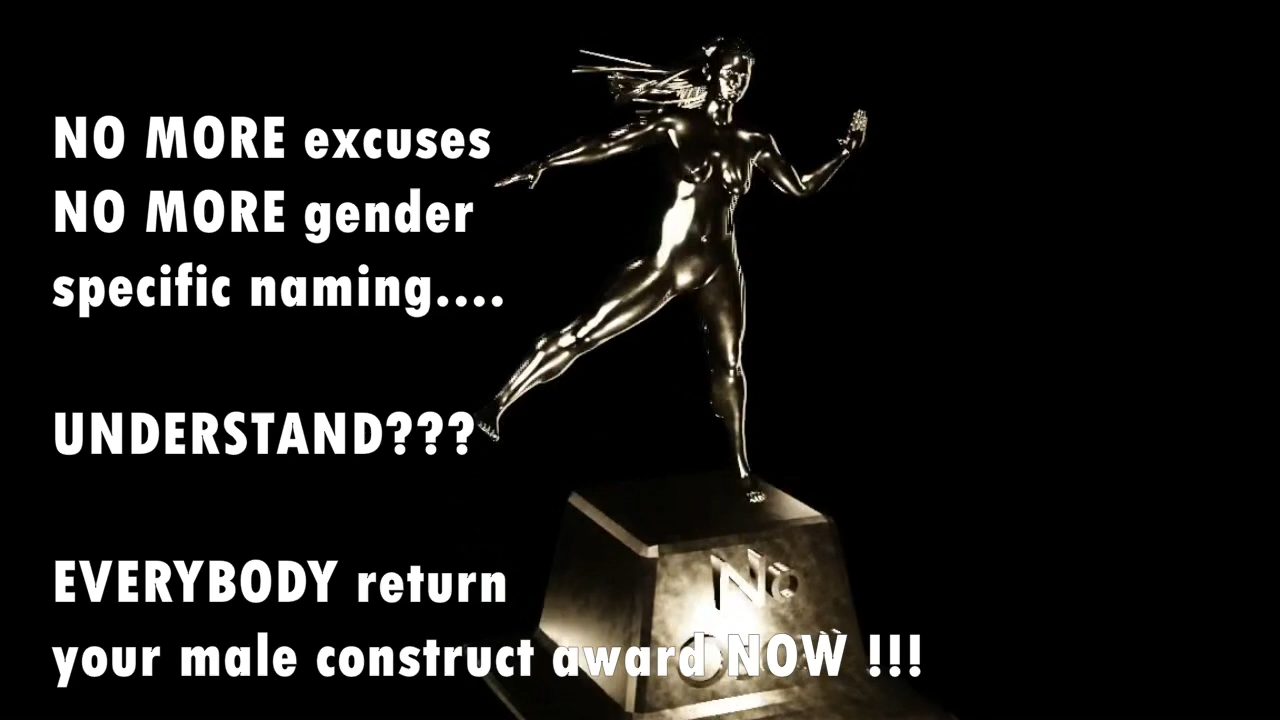 NO MORE excuses
NO MORE gender
specific naming....
UNDERSTAND???
EVERYBODY return
your male construct award NOW !!!
No